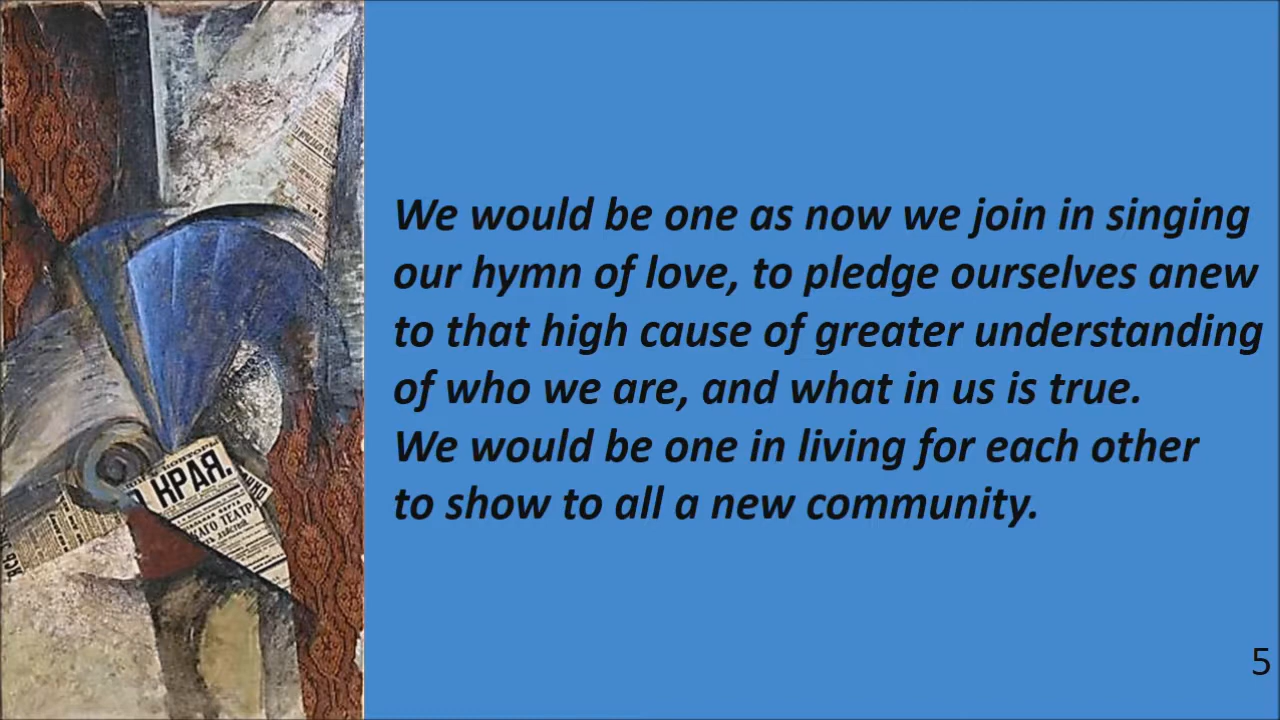 We would be one as now we join in singing
our hymn of love, to pledge ourselves anew
to that high cause of greater understanding
of who we are, and what in us is true.
We would be one in living for each other
to show to all a new community.
КРАЯ.
5